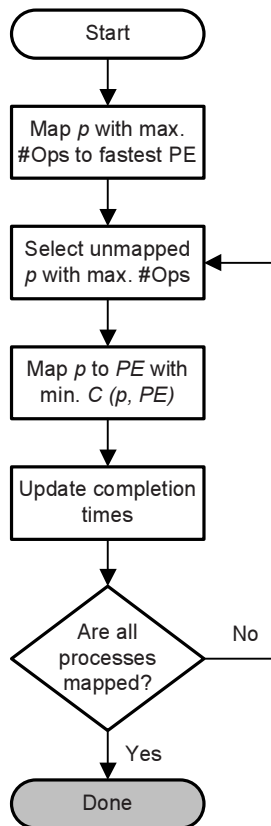 Start
Map p with max.
#Ops to fastest PE
Select unmapped
p with max. #Ops
Map p to PE with
min. C (p, PE)
Update completion
times
Are all
processes
mapped?
No
Yes
Done